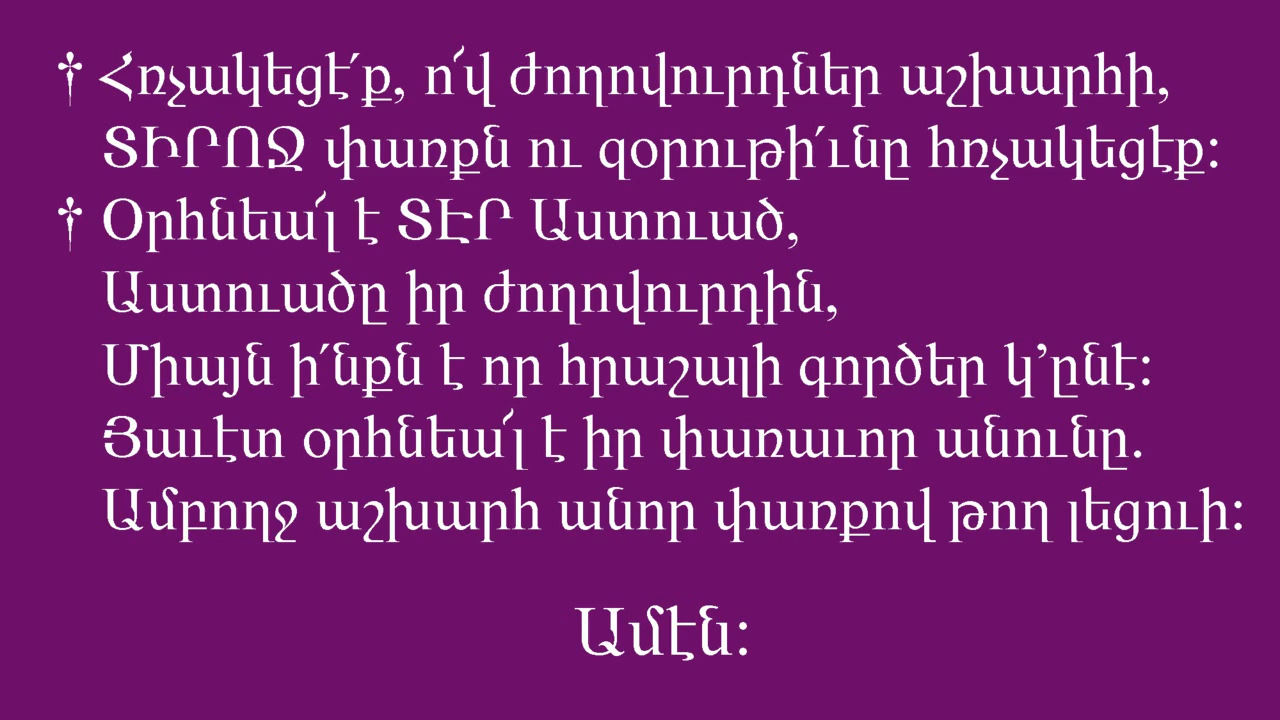 † Հռչակեցէ՛ք, ո՜վ ժողովուրդներ աշխարհի,
ՏԻՐՈՋ փառքն ու զօրութի՛ւնը հռչակեցէք։
† Օրհնեա՜լ է ՏԷՐ Աստուած,
Աստուածը իր ժողովուրդին,
Միայն ի՛նքն է որ հրաշալի գործեր կ’ընէ։
Յաւէտ օրհնեա՜լ է իր փառաւոր անունը.
Ամբողջ աշխարհ անոր փառքով թող լեցուի։
Ամէն։